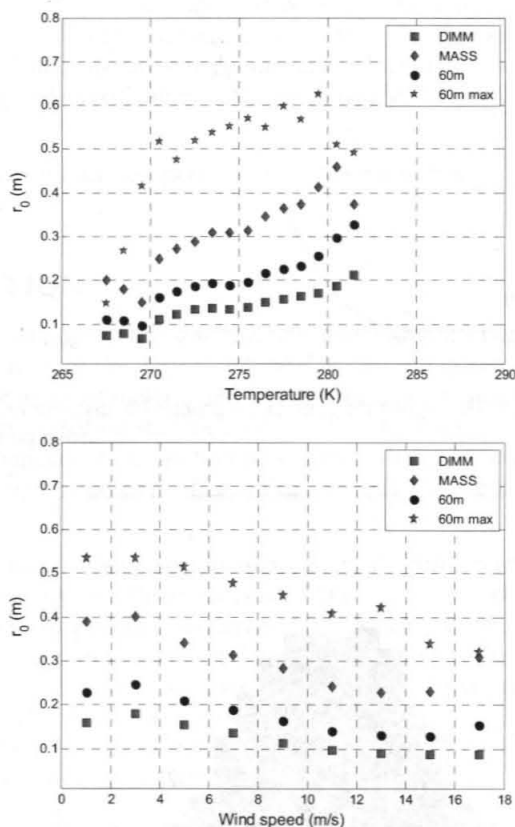 0.8
0.7
0.6
0.5
0.4
0.3
0.2
0.1
r0 (m)
265 270 275 280 285 290
Temperature (K)
DIMM
MASS
60m
60m max
0.8
0.7
0.6
0.5
0.4
0.3
0.2
0.1
r0 (m)
0 2 4 6 8 10 12 14 16 18
Wind speed (m/s)
DIMM
MASS
60m
60m max